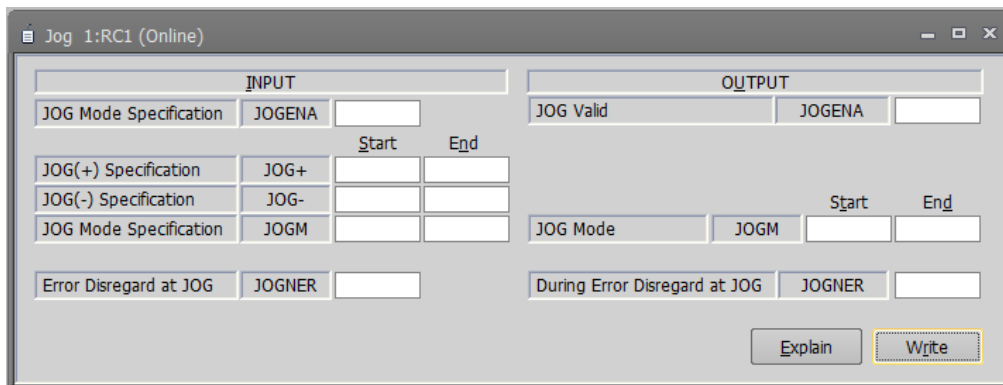 Jog 1:RC1 (Online)
INPUT
JOG Mode Specification JOGENA
Start End
JOG(+) Specification JOG+
JOG(-) Specification JOG-
JOG Mode Specification JOGM
Error Disregard at JOG JOGNER
OUTPUT
JOG Valid JOGENA
Start End
JOG Mode JOGM
During Error Disregard at JOG JOGNER
Explain Write